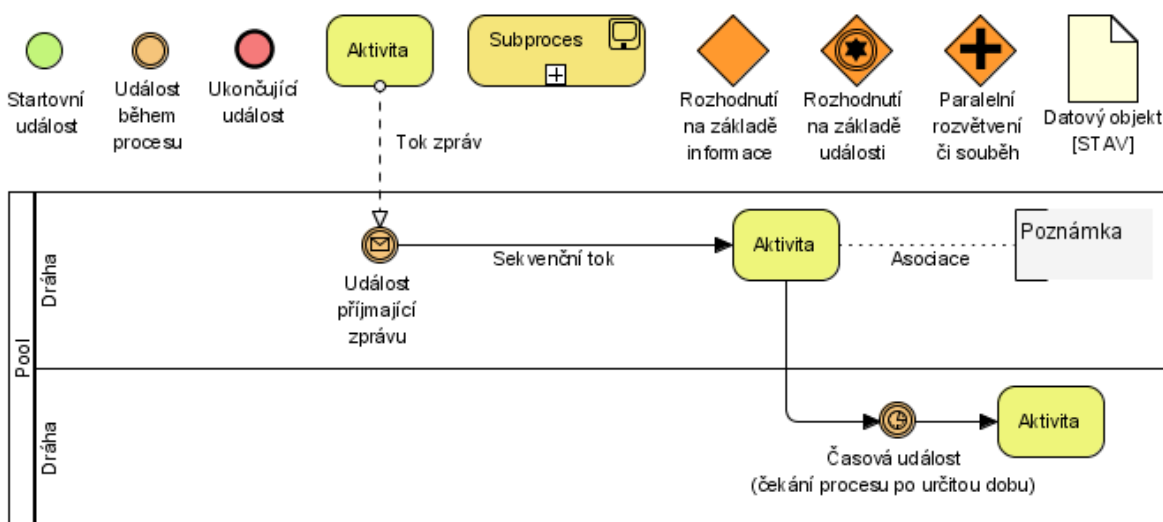 Startovní
událost
Událost
během
procesu
Ukončující
událost
Aktivita
Subproces
Rozhodnutí
na základě
informace
Rozhodnutí
na základě
události
Paralelní
rozvětvení
či souběh
Datový objekt
[STAV]
Tok zpráv
Pool
Dráha
Událost
příjmající
zprávu
Sekvenční tok
Aktivita
Asociace
Poznámka
Dráha
Časová událost
(čekání procesu po určitou dobu)
Aktivita